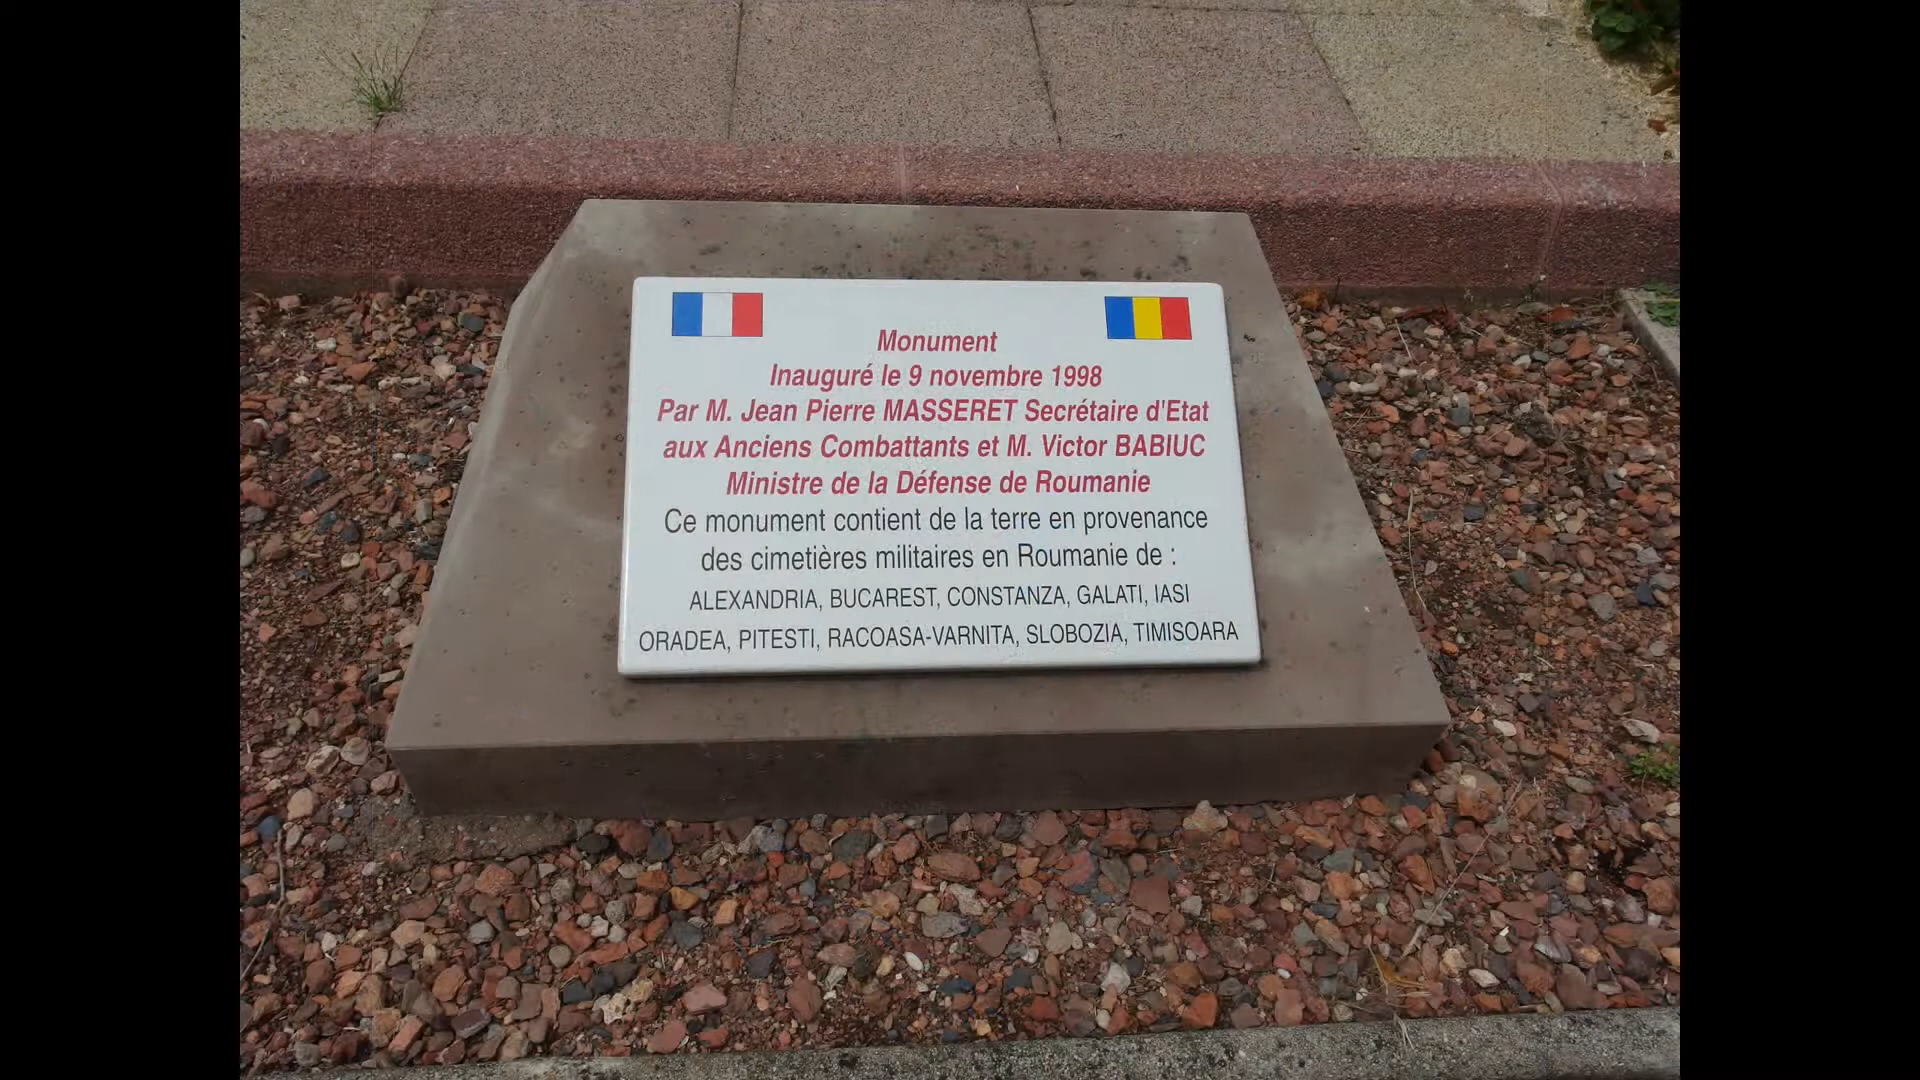 Monument
Inauguré le 9 novembre 1998
Par M. Jean Pierre MASSERET Secrétaire d'Etat
aux Anciens Combattants et M. Victor BABIUC
Ministre de la Défense de Roumanie
Ce monument contient de la terre en provenance
des cimetières militaires en Roumanie de :
ALEXANDRIA, BUCAREST, CONSTANZA, GALATI, IASI
ORADEA, PITESTI, RACOASA-VARNITA, SLOBOZIA, TIMISOARA